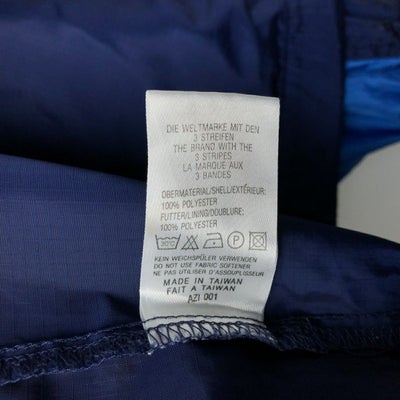 DIE WELTMARKE MIT DEN
3 STREIFEN
THE BRAND WITH THE
3 STRIPES
LA MARQUE AUX
3 BANDES
OBERMATERIAL/SHELL/EXTÉRIEUR:
100% POLYESTER
FUTTER/LINING/DOUBLURE:
100% POLYESTER
KEIN WEICHSPÜLER VERWENDEN
DO NOT USE FABRIC SOFTENER
NE PAS UTILISER D'ASSOUPLISSEUR
MADE IN TAIWAN
FAIT A TAIWAN
AZI 001